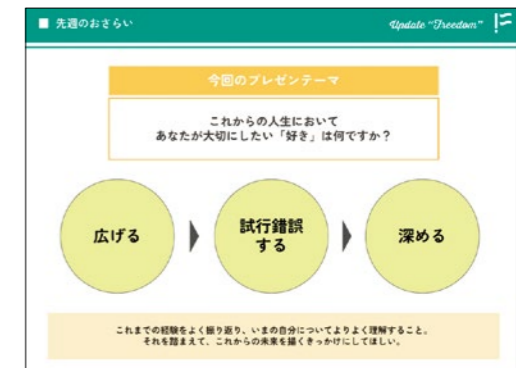 ■ 先週のおさらい
Update "Freedom"
今回のプレゼンテーマ
これからの人生において
あなたが大切にしたい「好き」は何ですか？
広げる
試行錯誤
する
深める
これまでの経験をよく振り返り、いまの自分についてよりよく理解すること。
それを踏まえて、これからの未来を描くきっかけにしてほしい。